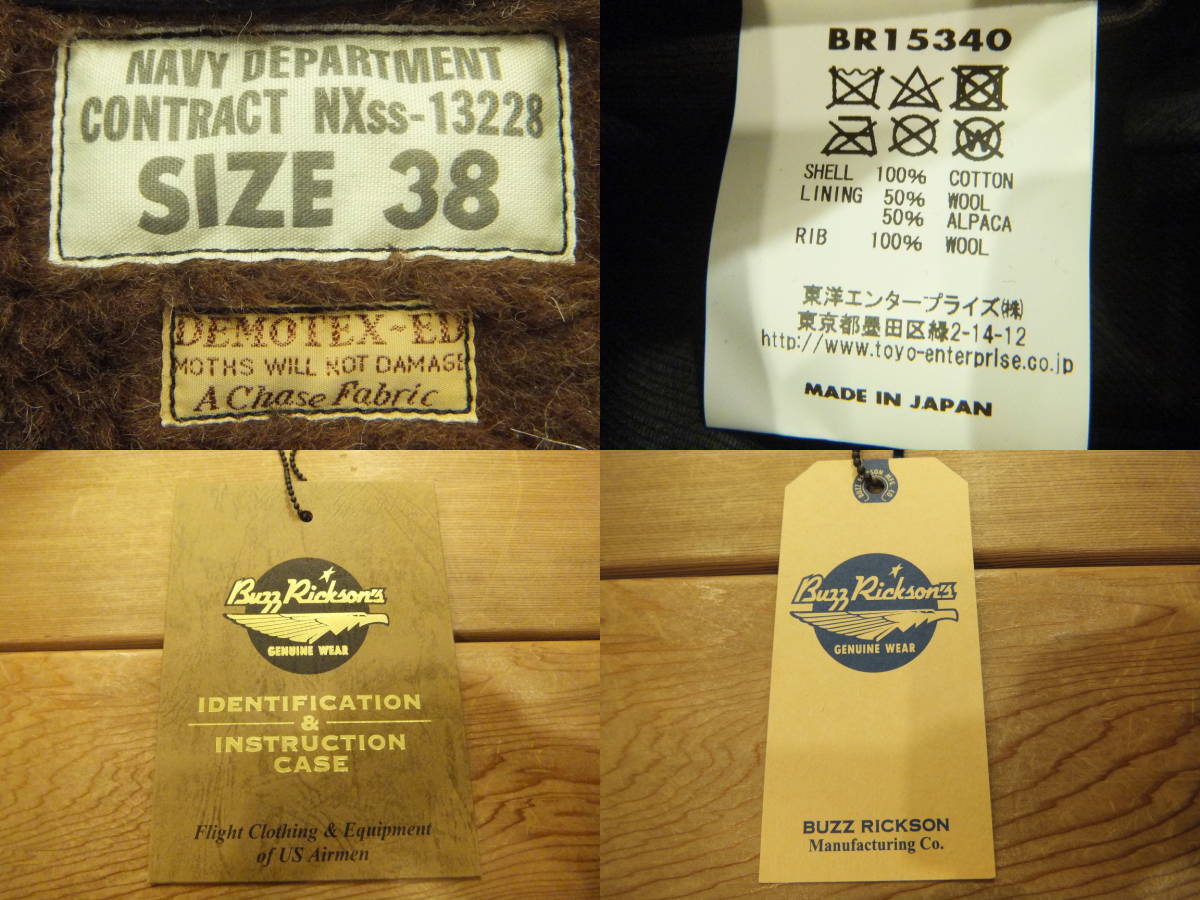 NAVY DEPARTMENT
CONTRACT NXss-13228
SIZE 38
DEMOTEX-ED
MOTHS WILL NOT DAMAGE
A Chase Fabric
BR15340
W
SHELL 100% COTTON
LINING 50% WOOL
50% ALPACA
RIB 100% WOOL
東洋エンタープライズ㈱
東京都墨田区緑2-14-12
http://www.toyo-enterprise.co.jp
MADE IN JAPAN
Buzz Rickson's
GENUINE WEAR
IDENTIFICATION
&
INSTRUCTION
CASE
Flight Clothing & Equipment
of US Airmen
BUZZ RICKSON MFG. CO.
Buzz Rickson's
GENUINE WEAR
BUZZ RICKSON
Manufacturing Co.